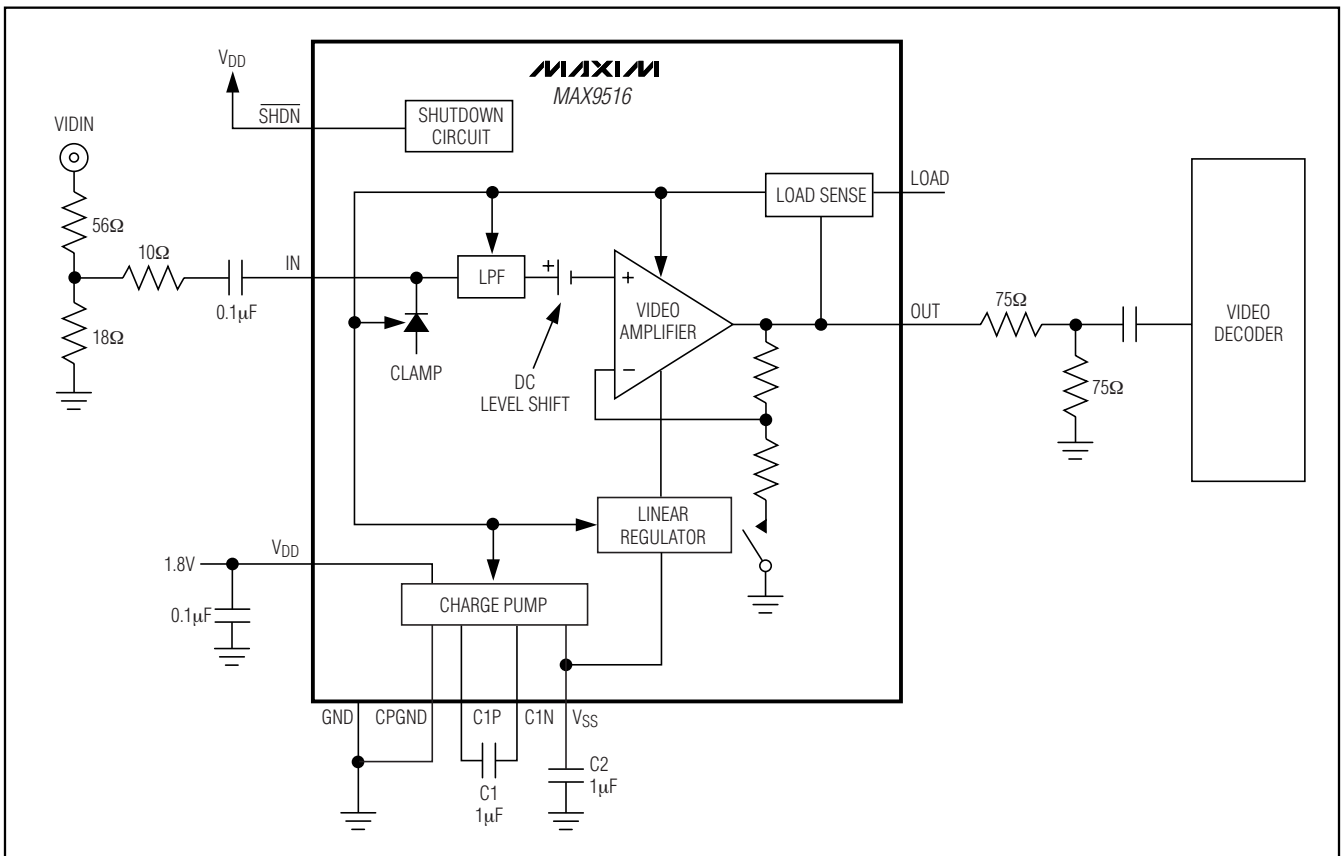 MAXIM
MAX9516
VDD
SHDN
SHUTDOWN
CIRCUIT
VIDIN
56Ω
10Ω
0.1µF
18Ω
IN
LPF
+
CLAMP
DC
LEVEL SHIFT
+
−
VIDEO
AMPLIFIER
LOAD SENSE
LOAD
OUT
75Ω
75Ω
VIDEO
DECODER
LINEAR
REGULATOR
1.8V
VDD
0.1µF
CHARGE PUMP
GND
CPGND
C1P
C1N
VSS
C1
1µF
C2
1µF